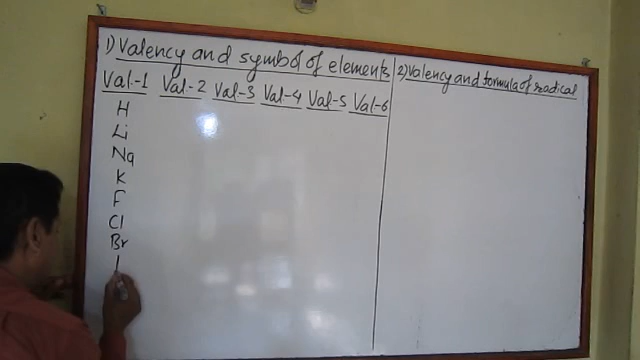 1) Valency and symbol of elements
Val-1 Val-2 Val-3 Val-4 Val-5 Val-6
H
Li
Na
K
F
Cl
Br
I
2) Valency and formula of radical